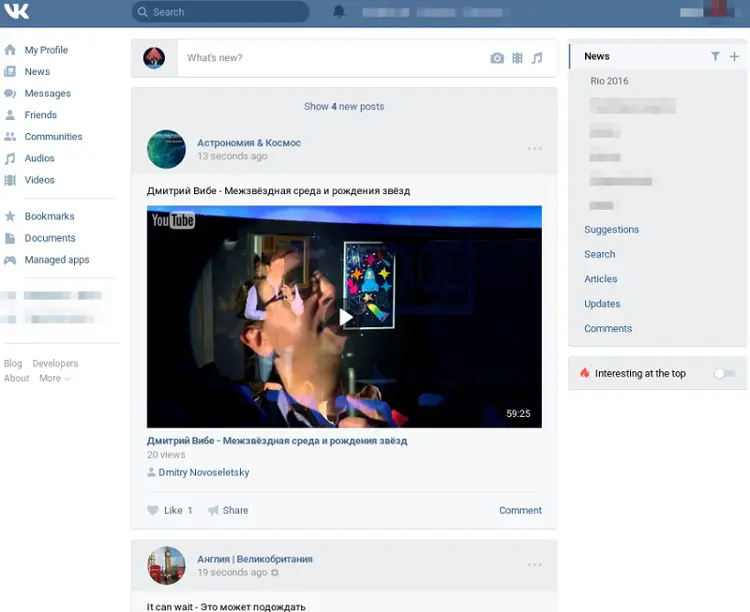 Search
My Profile
News
Messages
Friends
Communities
Audios
Videos
Bookmarks
Documents
Managed apps
Blog Developers
About More
What's new?
Show 4 new posts
Астрономия & Космос
13 seconds ago
Дмитрий Вибе - Межзвёздная среда и рождения звёзд
YouTube
59:25
Дмитрий Вибе - Межзвёздная среда и рождения звёзд
20 views
Dmitry Novoseletsky
Like 1 Share Comment
Англия | Великобритания
19 seconds ago
It can wait - Это может подождать
News
Rio 2016
Suggestions
Search
Articles
Updates
Comments
Interesting at the top